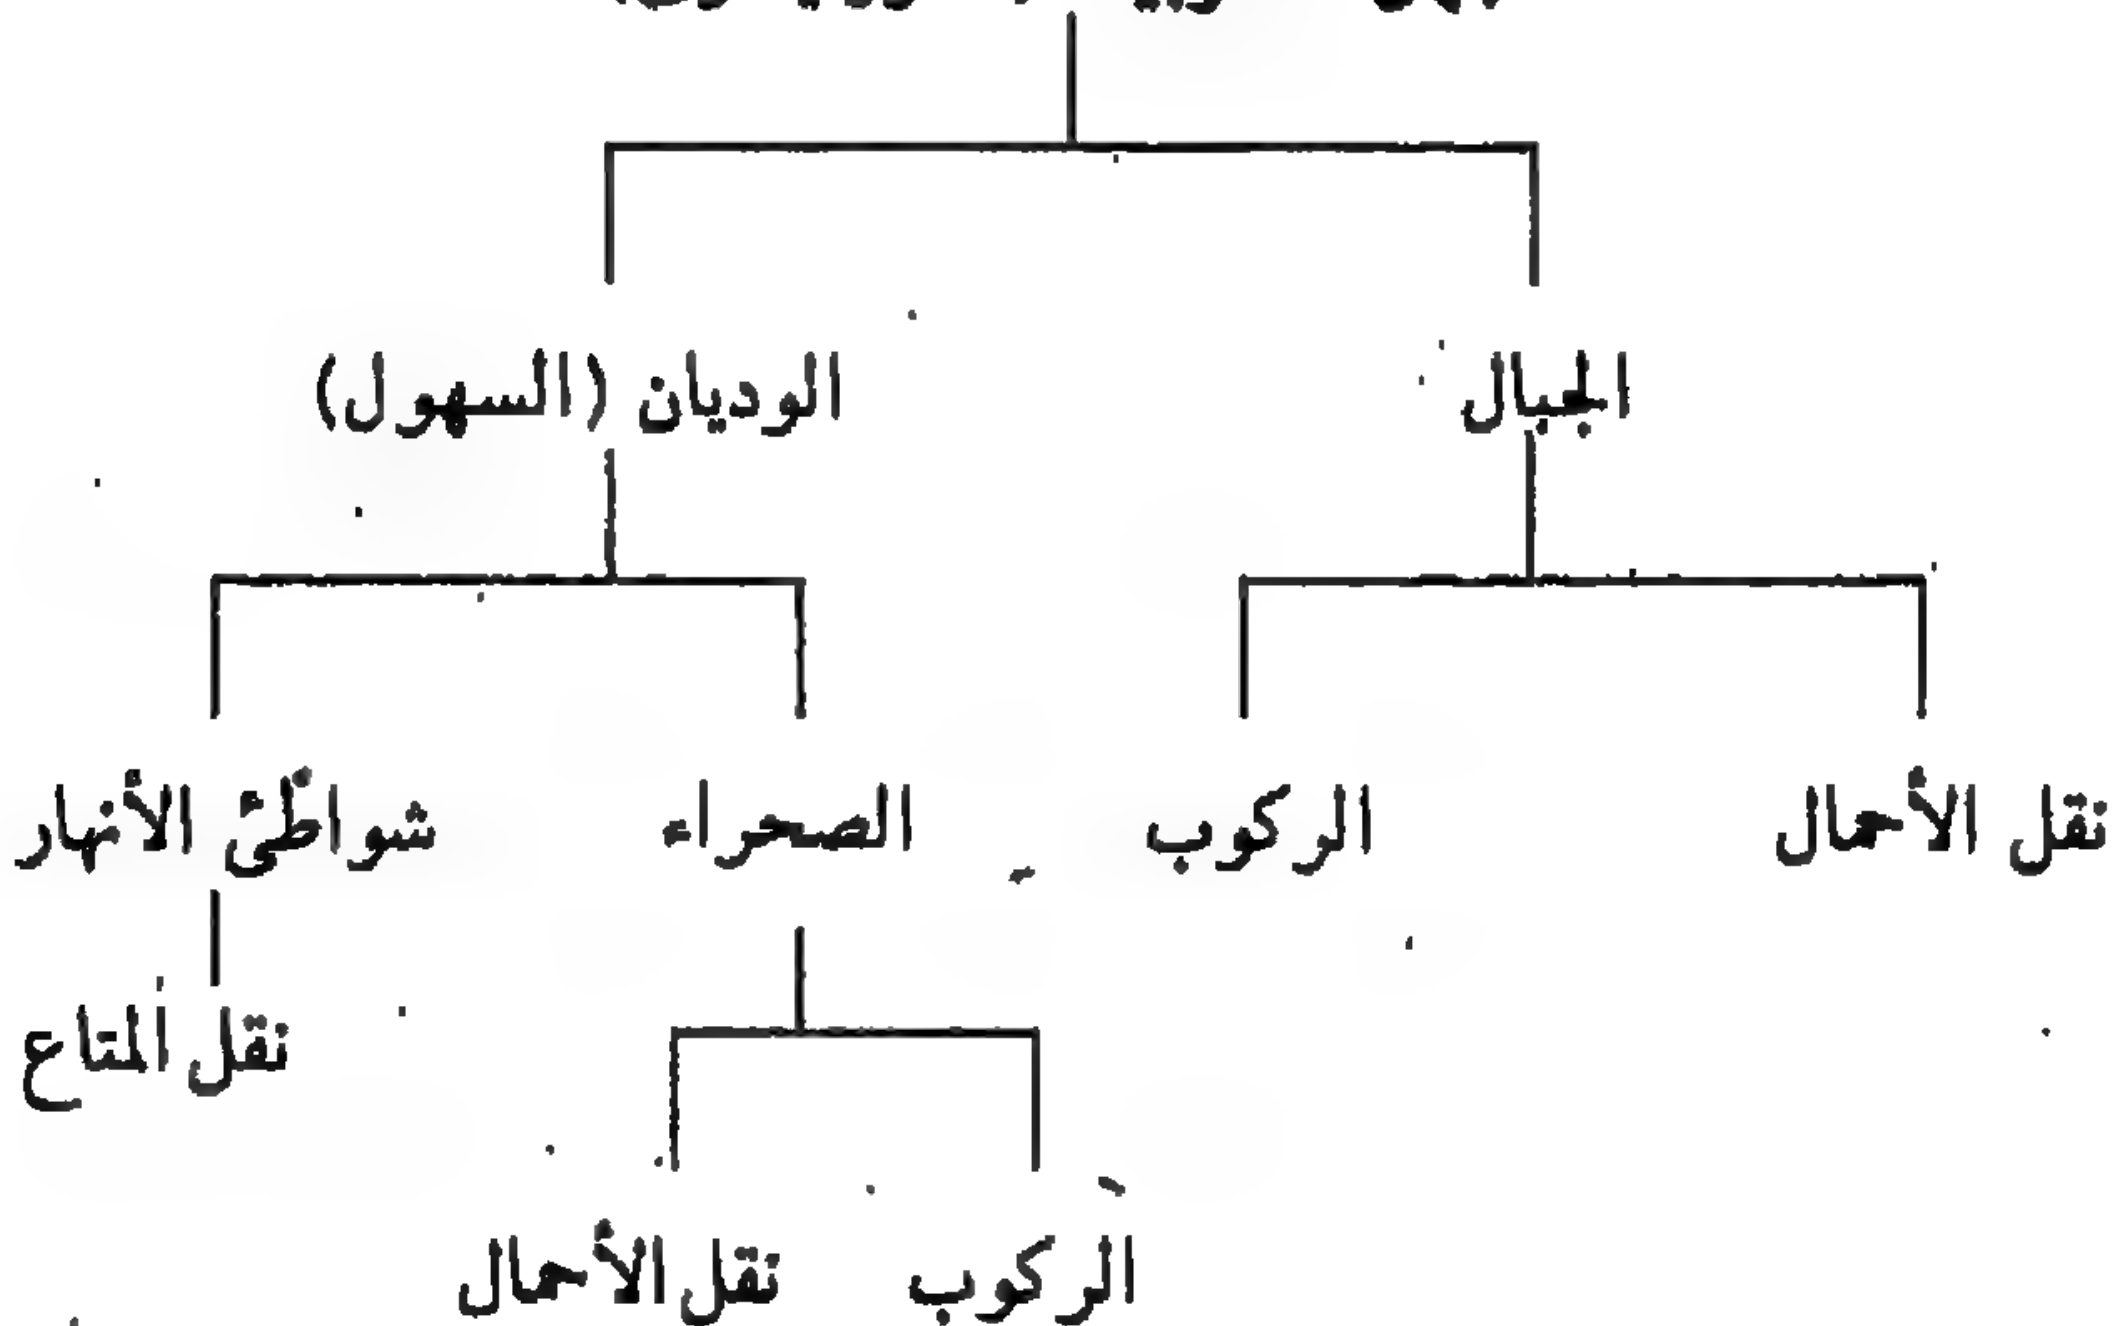 الجبال
الوديان (السهول)
نقل الأحمال
الركوب
الصحراء
شواطئ الأنهار
نقل المتاع
الركوب
نقل الأحمال